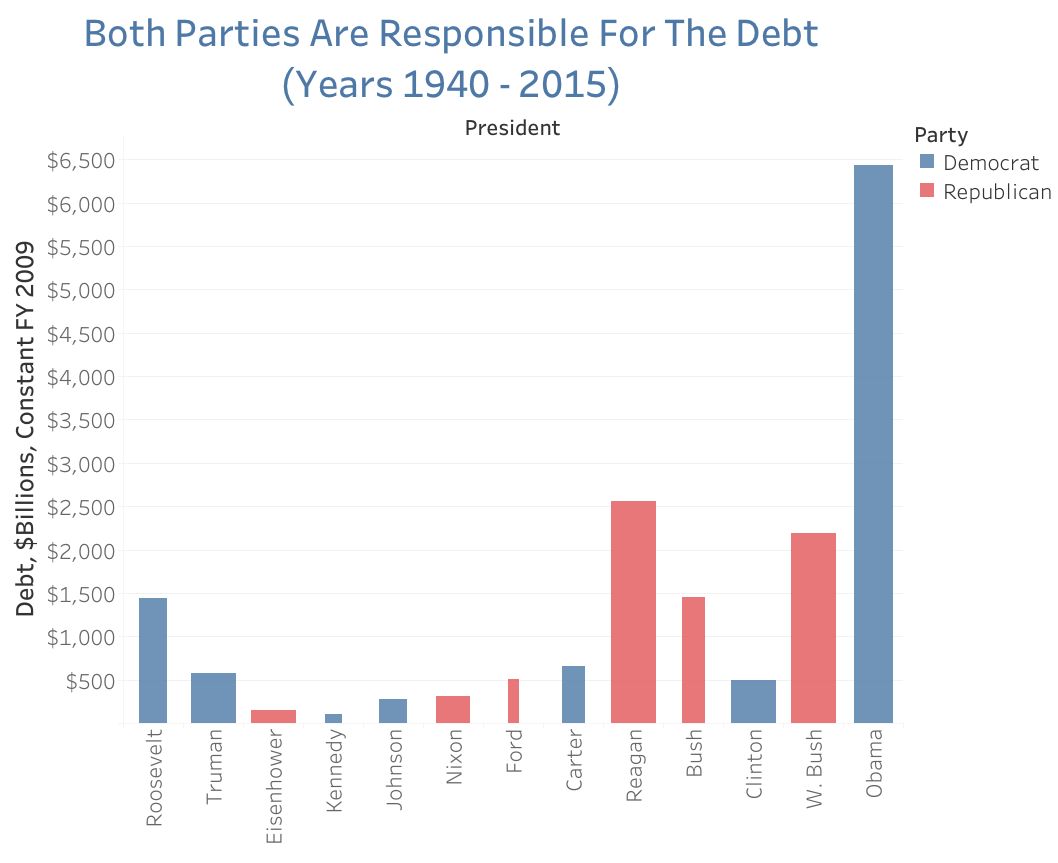 Both Parties Are Responsible For The Debt
(Years 1940 - 2015)
President
Party
Democrat
Republican
Debt, $Billions, Constant FY 2009
$6,500
$6,000
$5,500
$5,000
$4,500
$4,000
$3,500
$3,000
$2,500
$2,000
$1,500
$1,000
$500
Roosevelt
Truman
Eisenhower
Kennedy
Johnson
Nixon
Ford
Carter
Reagan
Bush
Clinton
W. Bush
Obama